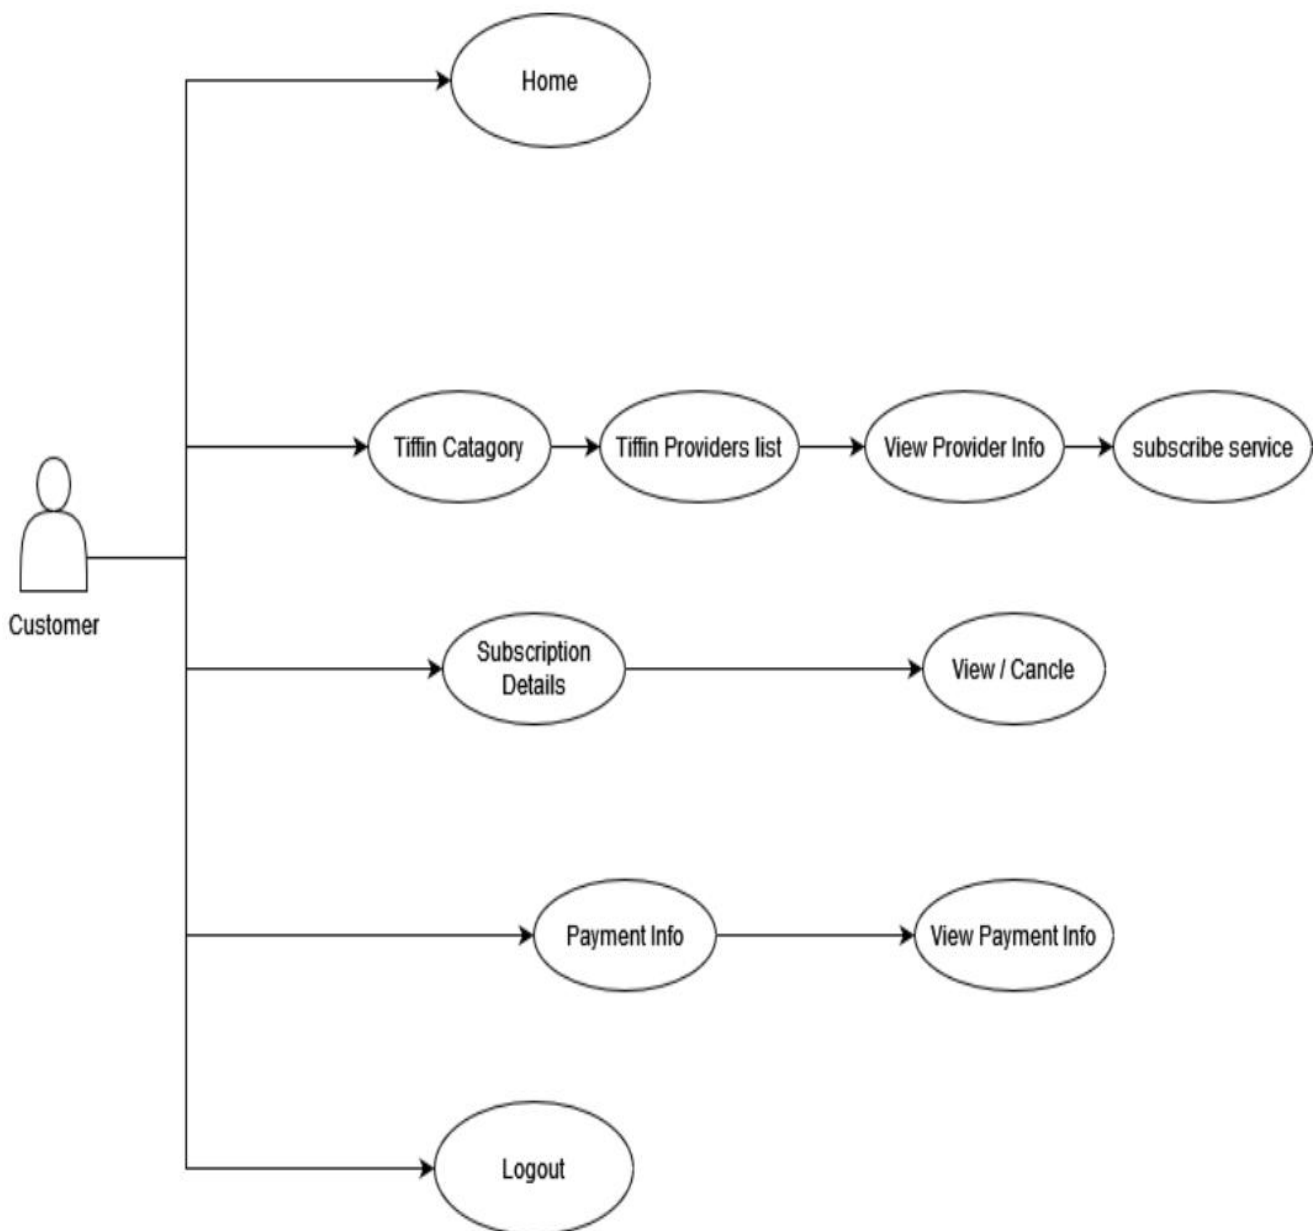 Home
Tiffin Catagory
Tiffin Providers list
View Provider Info
subscribe service
Customer
Subscription
Details
View / Cancle
Payment Info
View Payment Info
Logout